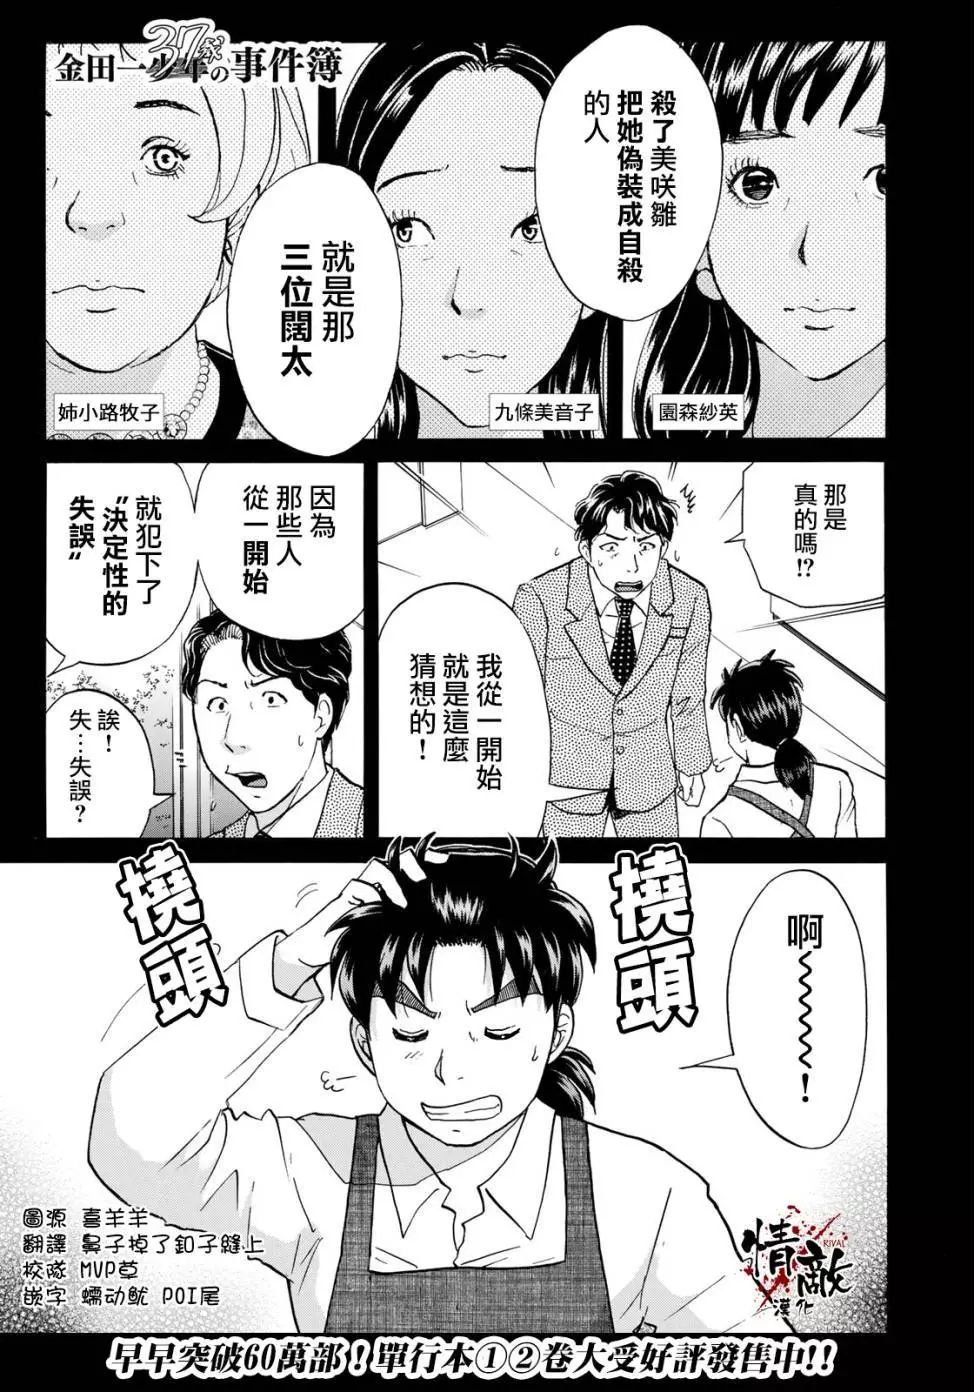 金田一37歳の事件簿
殺了美咲雛
把她偽裝成自殺
的人
就是那
三位闊太
姉小路牧子
九條美音子
園森紗英
那是
真的嗎!?
我從一開始
就是這麼
猜想的！
因為
那些人
從一開始
就犯下了
"決定性的
失誤"
誒！
失…失誤？
啊~~~~~~~！
撓頭
撓頭
圖源 喜羊羊
翻譯 鼻子掉了釦子縫上
校隊 MVP草
嵌字 蠕动鱿 POI尾
RIVAL
情敵
漢化
早早突破60萬部！單行本①②卷大受好評發售中!!